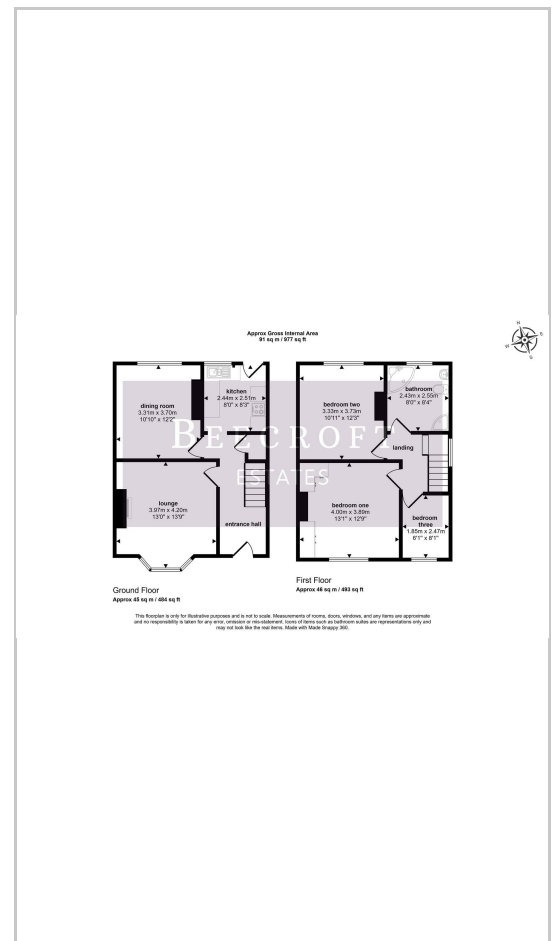 Approx Gross Internal Area
91 sq m / 977 sq ft
dining room
3.31m x 3.70m
10'10" x 12'2"
kitchen
2.44m x 2.51m
8'0" x 8'3"
lounge
3.97m x 4.20m
13'0" x 13'9"
entrance hall
Ground Floor
Approx 45 sq m / 484 sq ft
bedroom two
3.33m x 3.73m
10'11" x 12'3"
bathroom
2.43m x 2.55m
8'0" x 8'4"
landing
bedroom one
4.00m x 3.89m
13'1" x 12'9"
bedroom
three
1.85m x 2.47m
6'1" x 8'1"
First Floor
Approx 46 sq m / 493 sq ft
BEECROFT
ESTATES
This floorplan is only for illustrative purposes and is not to scale. Measurements of rooms, doors, windows, and any items are approximate
and no responsibility is taken for any error, omission or mis-statement. Icons of items such as bathroom suites are representations only and
may not look like the real items. Made with Made Snappy 360.